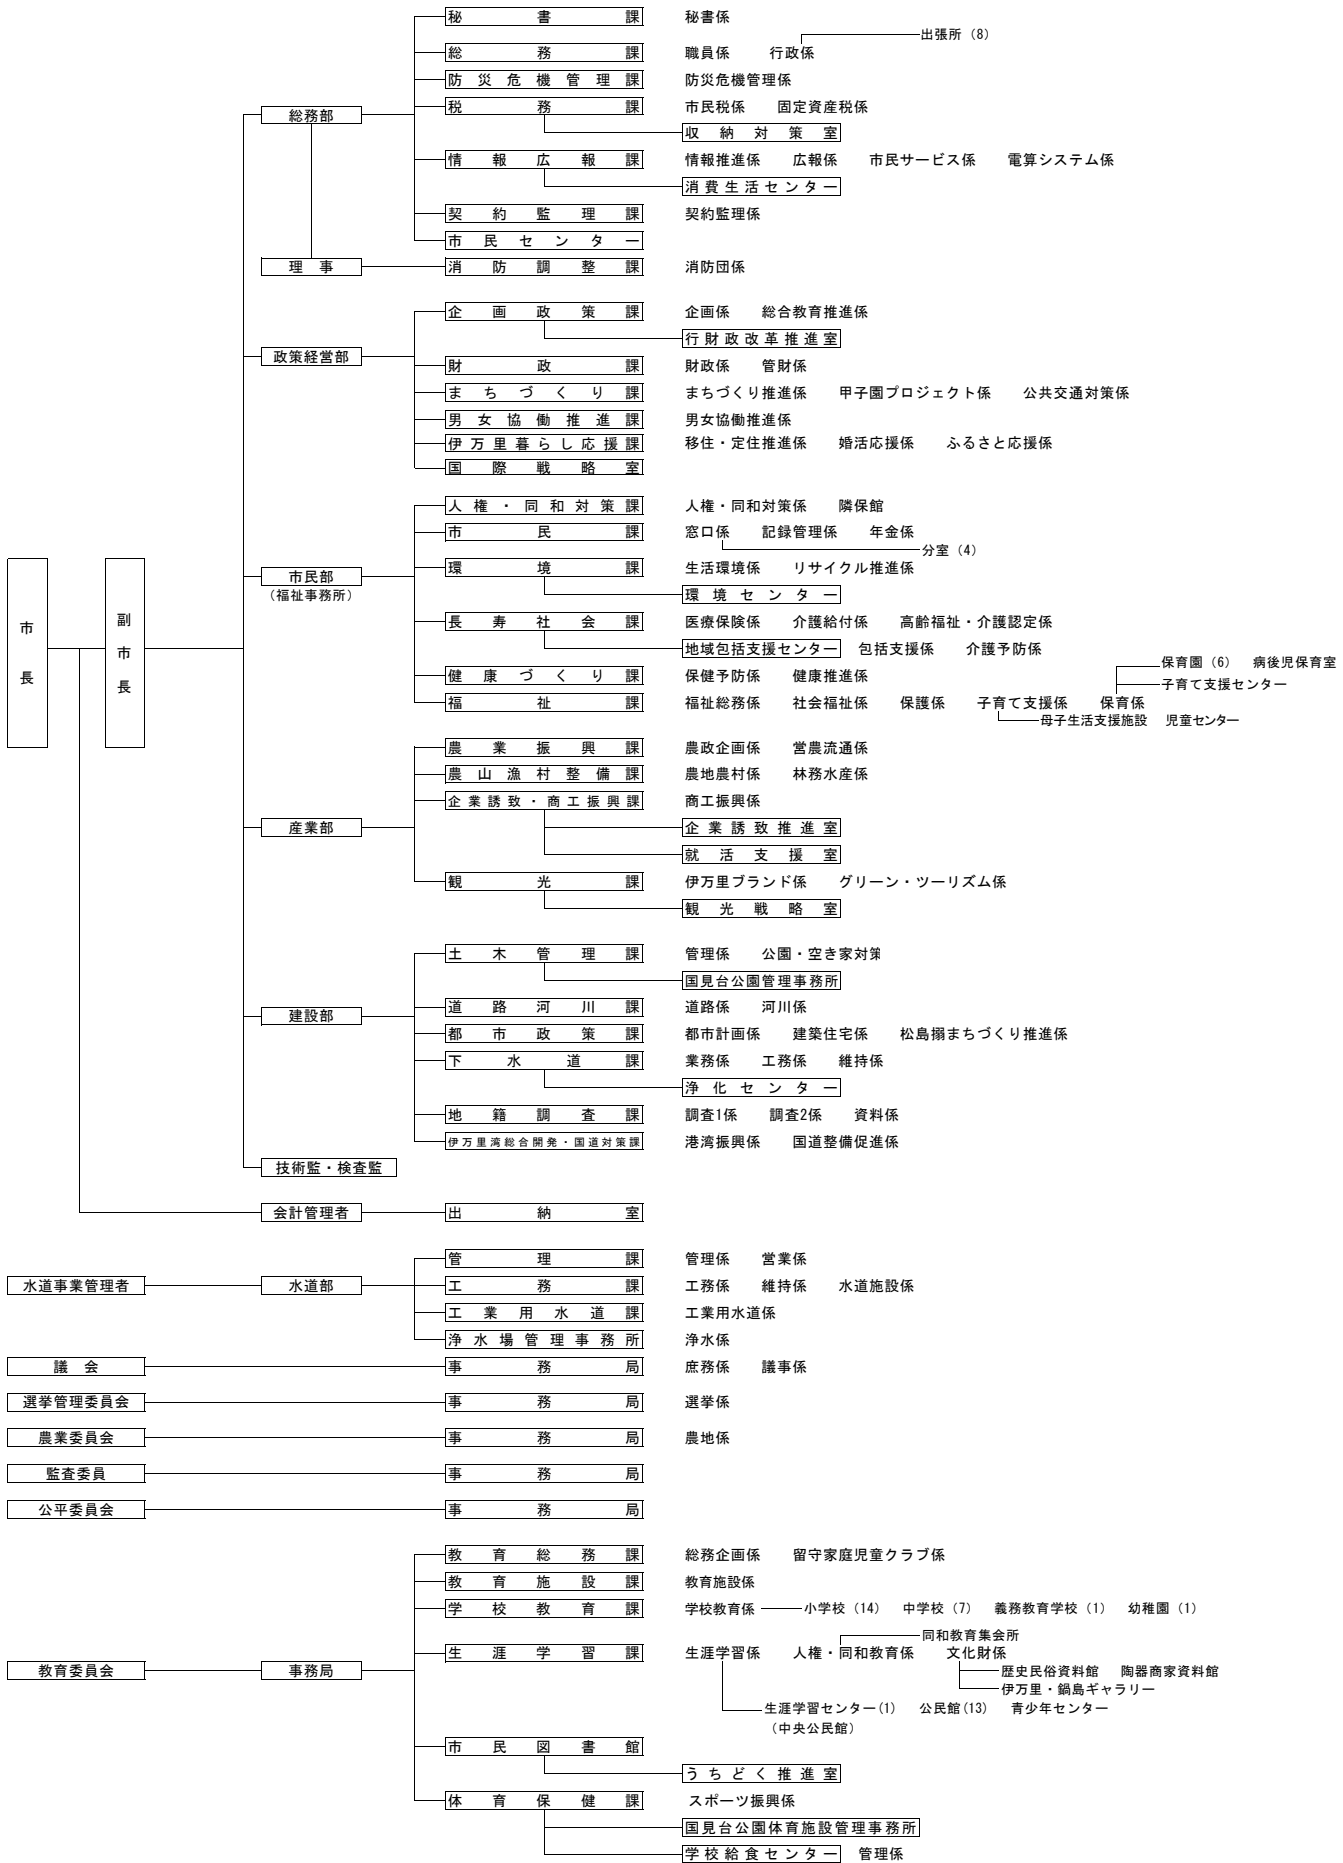 秘書課 秘書係
出張所（8）
総務課 職員係 行政係
防災危機管理課 防災危機管理係
税務課 市民税係 固定資産税係
総務部
収納対策室
情報広報課 情報推進係 広報係 市民サービス係 電算システム係
消費生活センター
契約監理課 契約監理係
市民センター
理事 消防調整課 消防団係
企画政策課 企画係 総合教育推進係
行財政改革推進室
政策経営部
財政課 財政係 管財係
まちづくり課 まちづくり推進係 甲子園プロジェクト係 公共交通対策係
男女協働推進課 男女協働推進係
伊万里暮らし応援課 移住・定住推進係 婚活応援係 ふるさと応援係
国際戦略室
人権・同和対策課 人権・同和対策係 隣保館
市民課 窓口係 記録管理係 年金係
分室（4）
環境課 生活環境係 リサイクル推進係
市民部
（福祉事務所）
環境センター
市長
副市長
長寿社会課 医療保険係 介護給付係 高齢福祉・介護認定係
地域包括支援センター 包括支援係 介護予防係
保育園（6） 病後児保育室
健康づくり課 保健予防係 健康推進係
子育て支援センター
福祉課 福祉総務係 社会福祉係 保護係 子育て支援係 保育係
母子生活支援施設 児童センター
農業振興課 農政企画係 営農流通係
農山漁村整備課 農地農村係 林務水産係
企業誘致・商工振興課 商工振興係
産業部 企業誘致推進室
就活支援室
観光課 伊万里ブランド係 グリーン・ツーリズム係
観光戦略室
土木管理課 管理係 公園・空き家対策
国見台公園管理事務所
道路河川課 道路係 河川係
建設部
都市政策課 都市計画係 建築住宅係 松島搦まちづくり推進係
下水道課 業務係 工務係 維持係
浄化センター
地籍調査課 調査1係 調査2係 資料係
伊万里湾総合開発・国道対策課 港湾振興係 国道整備促進係
技術監・検査監
会計管理者 出納室
管理課 管理係 営業係
水道事業管理者 水道部 工務課 工務係 維持係 水道施設係
工業用水道課 工業用水道係
浄水場管理事務所 浄水係
議会 事務局 庶務係 議事係
選挙管理委員会 事務局 選挙係
農業委員会 事務局 農地係
監査委員 事務局
公平委員会 事務局
教育総務課 総務企画係 留守家庭児童クラブ係
教育施設課 教育施設係
学校教育課 学校教育係 小学校（14） 中学校（7） 義務教育学校（1） 幼稚園（1）
同和教育集会所
生涯学習課 生涯学習係 人権・同和教育係 文化財係
教育委員会 事務局 歴史民俗資料館 陶器商家資料館
伊万里・鍋島ギャラリー
生涯学習センター(1) 公民館(13) 青少年センター
（中央公民館）
市民図書館
うちどく推進室
体育保健課 スポーツ振興係
国見台公園体育施設管理事務所
学校給食センター 管理係